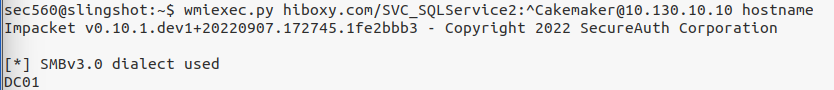 sec560@slingshot:~$ wmiexec.py hiboxy.com/SVC_SQLService2:^Cakemaker@10.130.10.10 hostname
Impacket v0.10.1.dev1+20220907.172745.1fe2bbb3 - Copyright 2022 SecureAuth Corporation
[*] SMBv3.0 dialect used
DC01